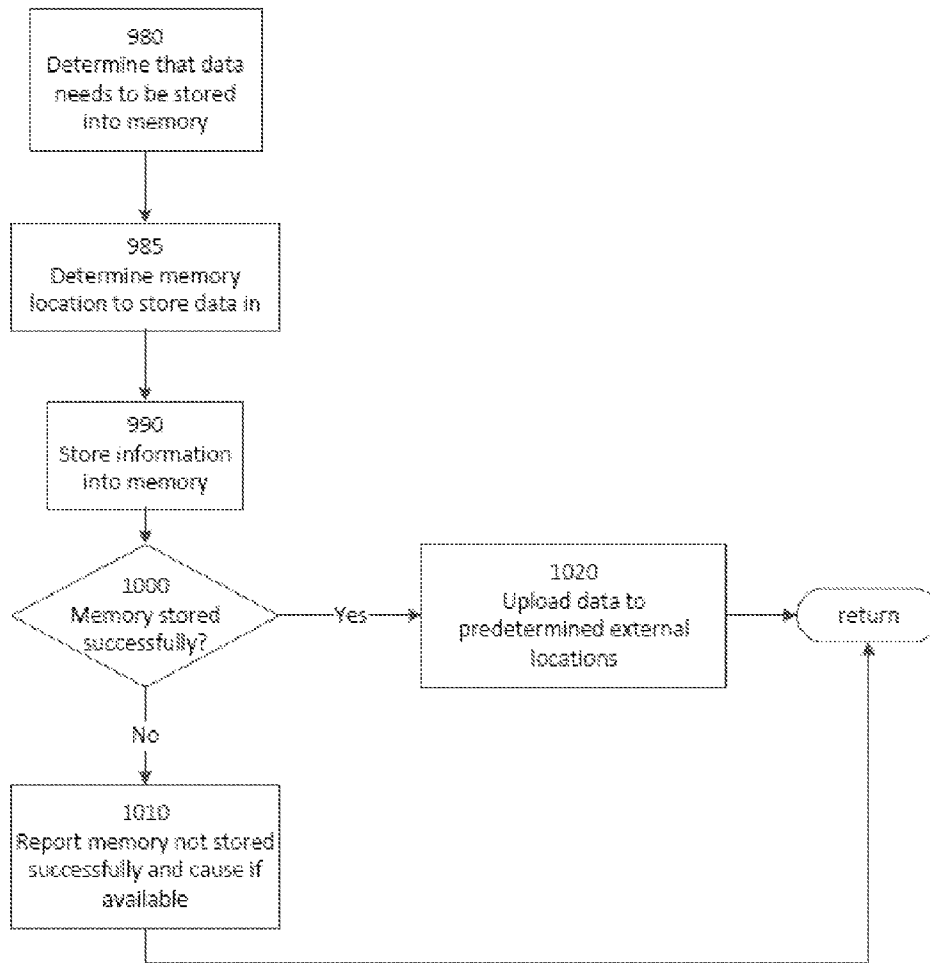 980
Determine that data
needs to be stored
into memory
985
Determine memory
location to store data in
990
Store information
into memory
1000
Memory stored
successfully?
Yes
1020
Upload data to
predetermined external
locations
return
No
1010
Report memory not stored
successfully and cause if
available